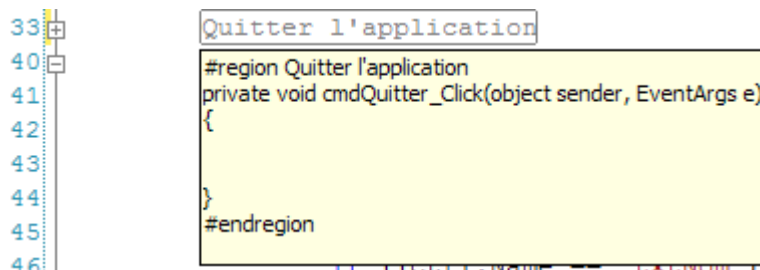 33 Quitter l'application
40 #region Quitter l'application
41 private void cmdQuitter_Click(object sender, EventArgs e)
42 {
43
44 }
45 #endregion
46